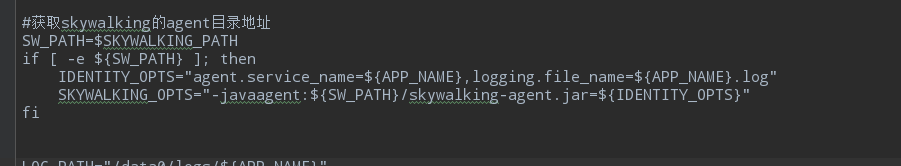 #获取skywalking的agent目录地址
SW_PATH=$SKYWALKING_PATH
if [ -e ${SW_PATH} ]; then
    IDENTITY_OPTS="agent.service_name=${APP_NAME},logging.file_name=${APP_NAME}.log"
    SKYWALKING_OPTS="-javaagent:${SW_PATH}/skywalking-agent.jar=${IDENTITY_OPTS}"
fi
LOG_PATH="/data0/logs/${APP_NAME}"